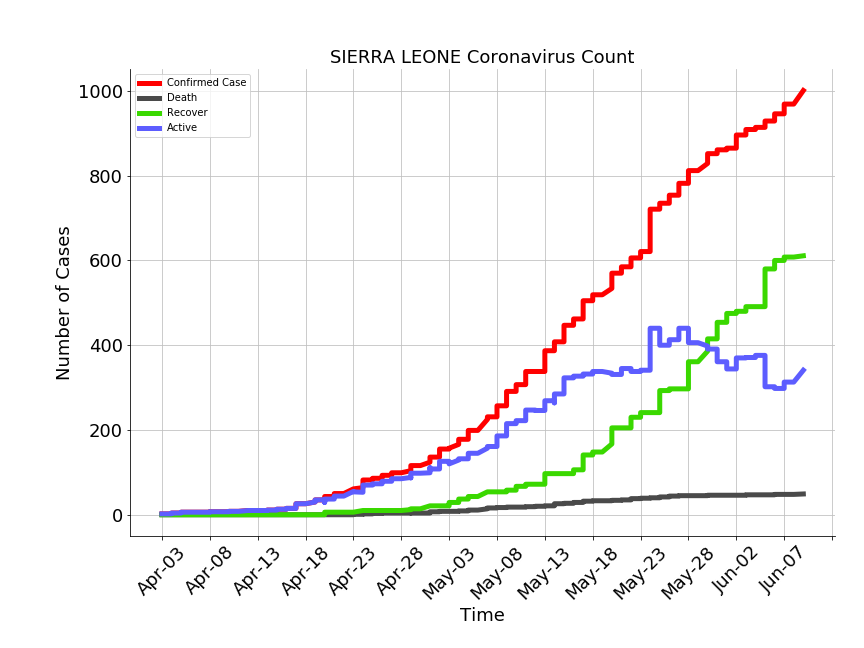 SIERRA LEONE Coronavirus Count
Confirmed Case
Death
Recover
Active
Number of Cases
1000
800
600
400
200
0
Apr-03
Apr-08
Apr-13
Apr-18
Apr-23
Apr-28
May-03
May-08
May-13
May-18
May-23
May-28
Jun-02
Jun-07
Time